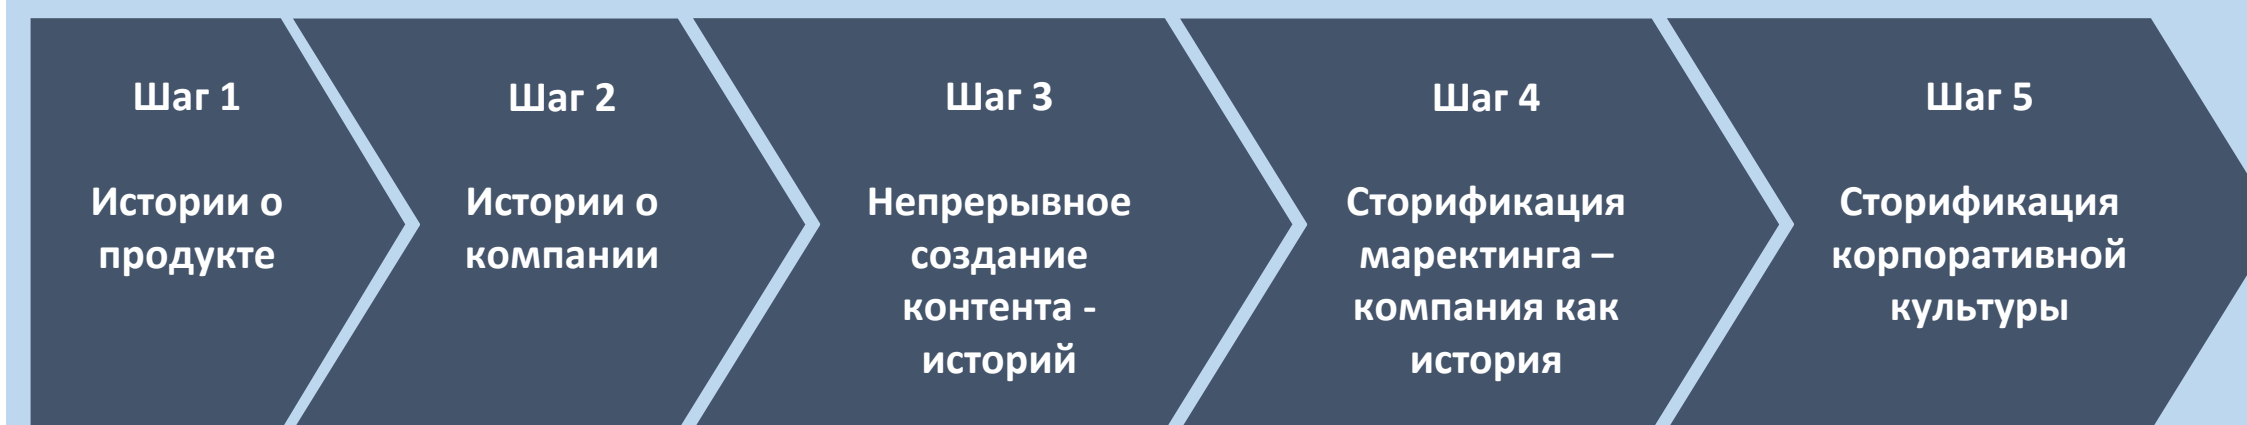 Шаг 1
Истории о
продукте
Шаг 2
Истории о
компании
Шаг 3
Непрерывное
создание
контента -
историй
Шаг 4
Сторификация
маректинга –
компания как
история
Шаг 5
Сторификация
корпоративной
культуры